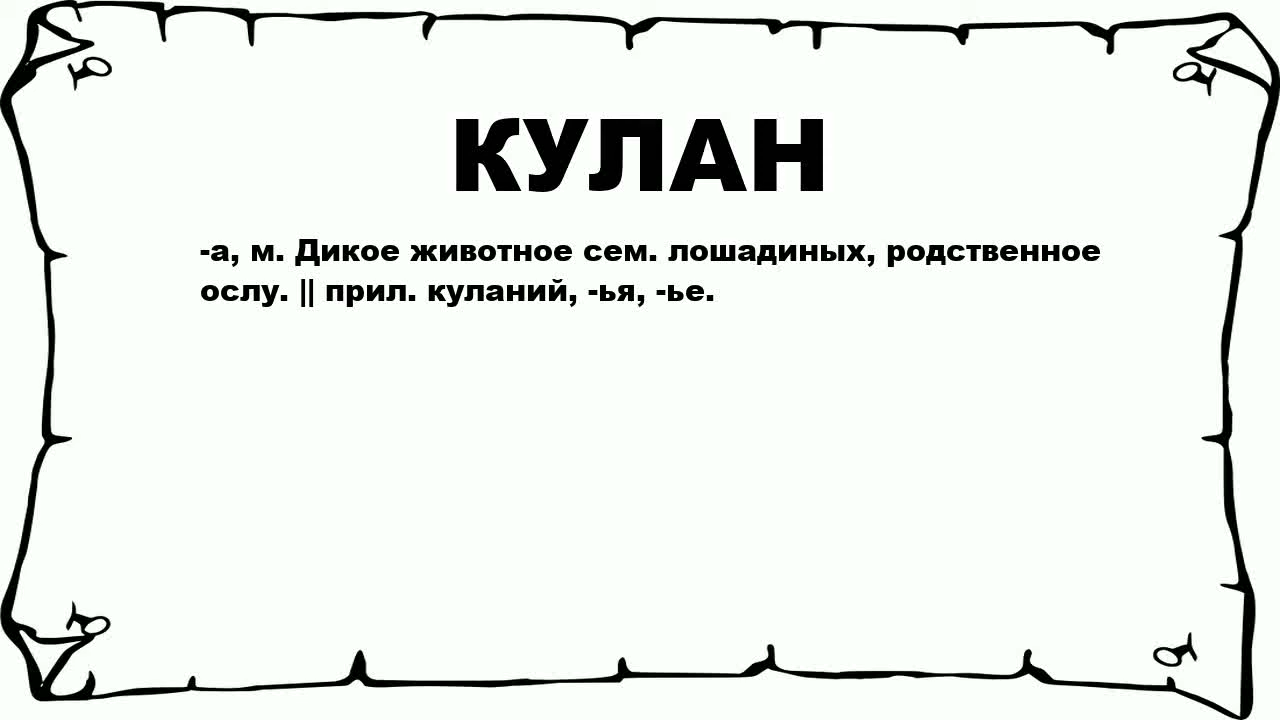 КУЛАН
-а, м. Дикое животное сем. лошадиных, родственное
ослу. || прил. куланий, -ья, -ье.